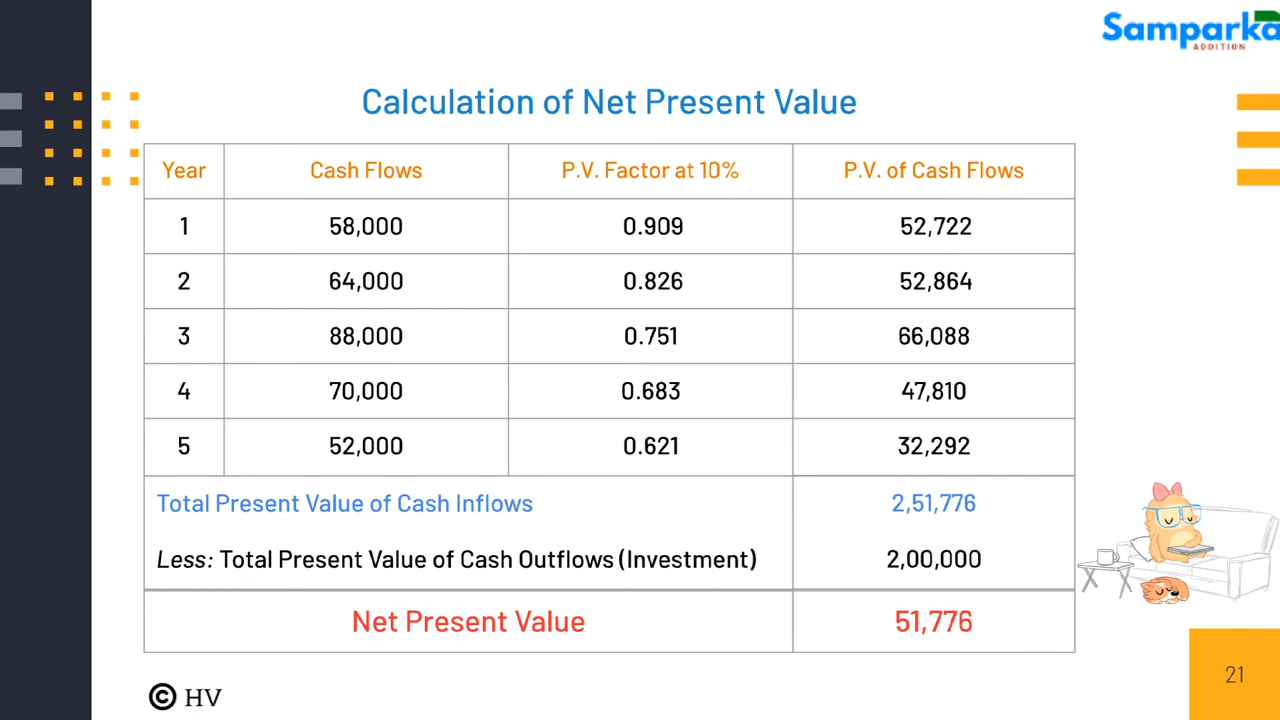 Samparka
ADDITION
Calculation of Net Present Value
Year Cash Flows P.V. Factor at 10% P.V. of Cash Flows
1 58,000 0.909 52,722
2 64,000 0.826 52,864
3 88,000 0.751 66,088
4 70,000 0.683 47,810
5 52,000 0.621 32,292
Total Present Value of Cash Inflows 2,51,776
Less: Total Present Value of Cash Outflows (Investment) 2,00,000
Net Present Value 51,776
© HV
21